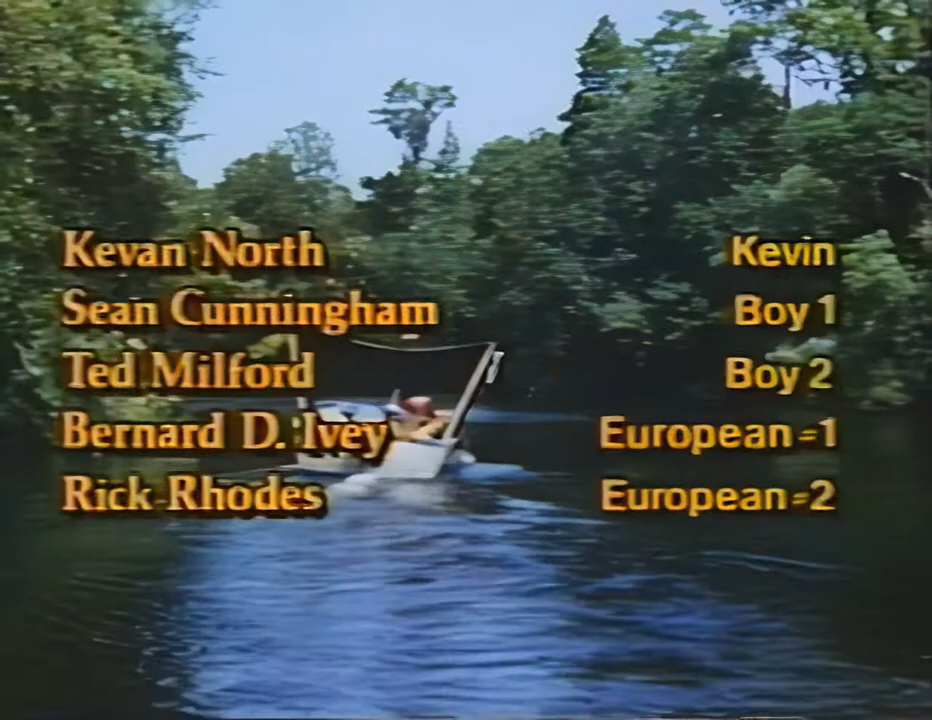 Kevan North Kevin
Sean Cunningham Boy 1
Ted Milford Boy 2
Bernard D. Ivey European #1
Rick Rhodes European #2